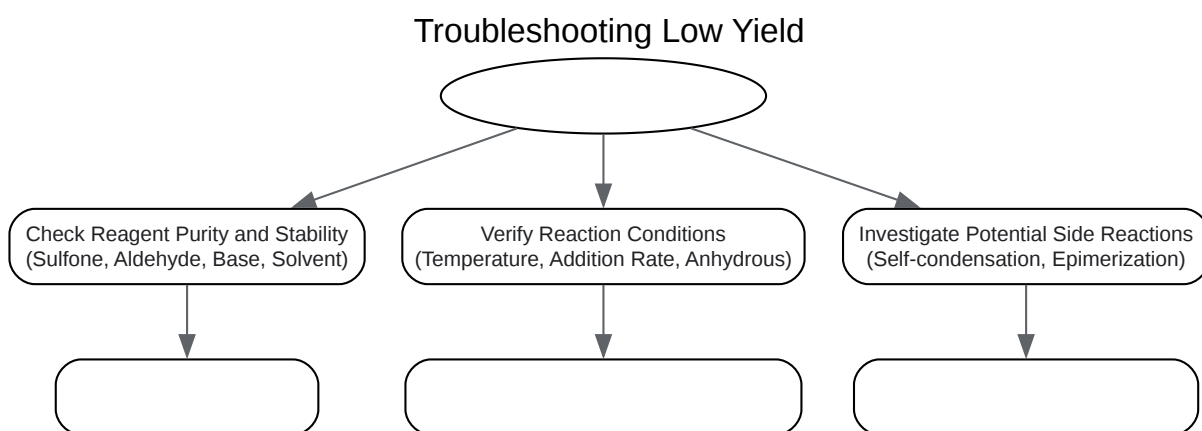 Troubleshooting Low Yield
Check Reagent Purity and Stability
(Sulfone, Aldehyde, Base, Solvent)
Verify Reaction Conditions
(Temperature, Addition Rate, Anhydrous)
Investigate Potential Side Reactions
(Self-condensation, Epimerization)